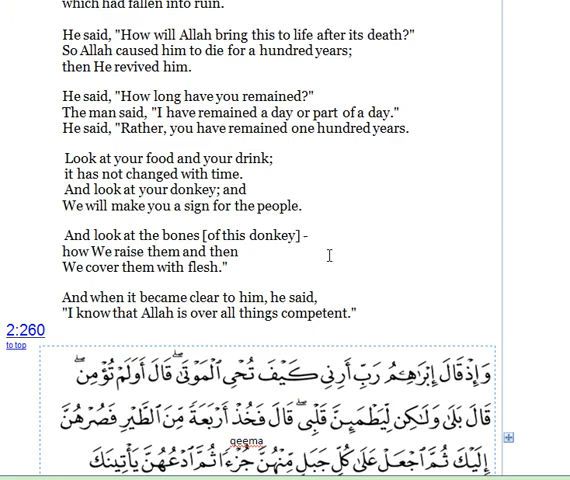 which had fallen into ruin.
He said, "How will Allah bring this to life after its death?"
So Allah caused him to die for a hundred years;
then He revived him.
He said, "How long have you remained?"
The man said, "I have remained a day or part of a day."
He said, "Rather, you have remained one hundred years.
Look at your food and your drink;
it has not changed with time.
And look at your donkey; and
We will make you a sign for the people.
And look at the bones [of this donkey] -
how We raise them and then
We cover them with flesh."
And when it became clear to him, he said,
"I know that Allah is over all things competent."
2:260
to top
وَإِذْ قَالَ إِبْرَٰهِـۧمُ رَبِّ أَرِنِى كَيْفَ تُحْىِ ٱلْمَوْتَىٰ ۖ قَالَ أَوَلَمْ تُؤْمِن ۖ
قَالَ بَلَىٰ وَلَـٰكِن لِّيَطْمَئِنَّ قَلْبِى ۖ قَالَ فَخُذْ أَرْبَعَةً مِّنَ ٱلطَّيْرِ فَصُرْهُنَّ
qeema
إِلَيْكَ ثُمَّ ٱجْعَلْ عَلَىٰ كُلِّ جَبَلٍ مِّنْهُنَّ جُزْءًا ثُمَّ ٱدْعُهُنَّ يَأْتِينَكَ